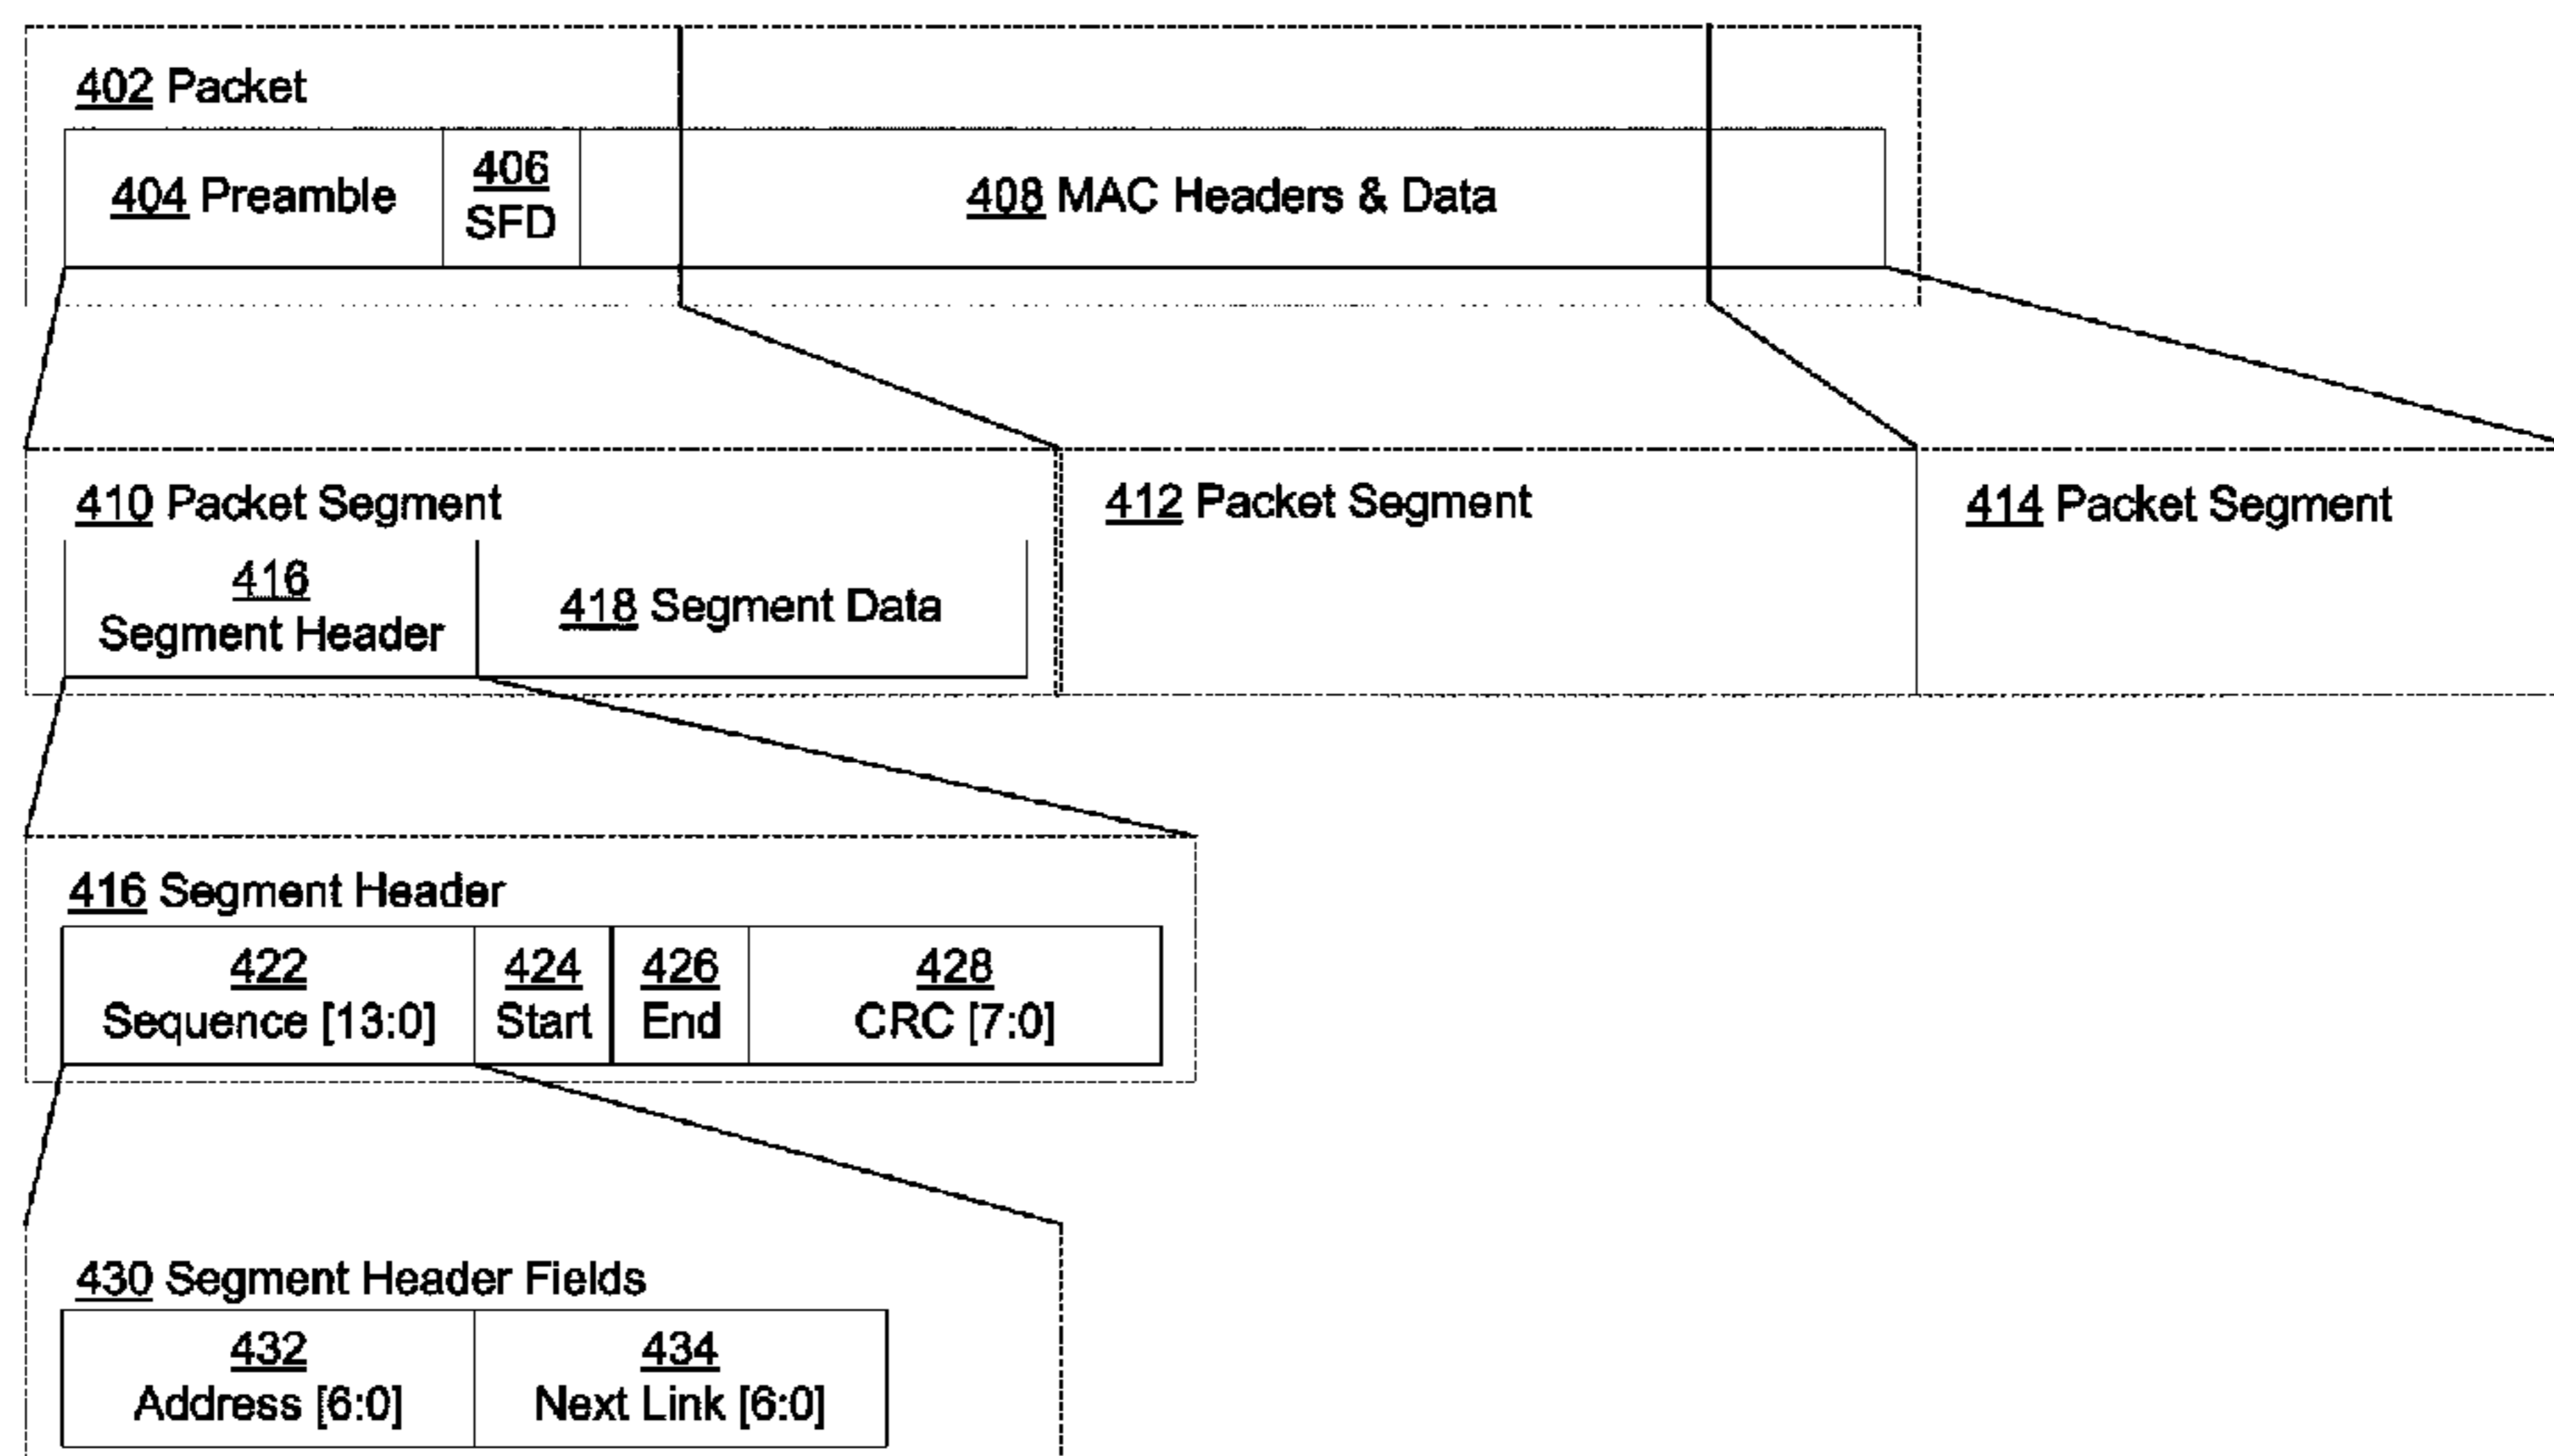 402 Packet
404 Preamble
406
SFD
408 MAC Headers & Data
410 Packet Segment
412 Packet Segment
414 Packet Segment
416
Segment Header
418 Segment Data
416 Segment Header
422
Sequence [13:0]
424
Start
426
End
428
CRC [7:0]
430 Segment Header Fields
432
Address [6:0]
434
Next Link [6:0]